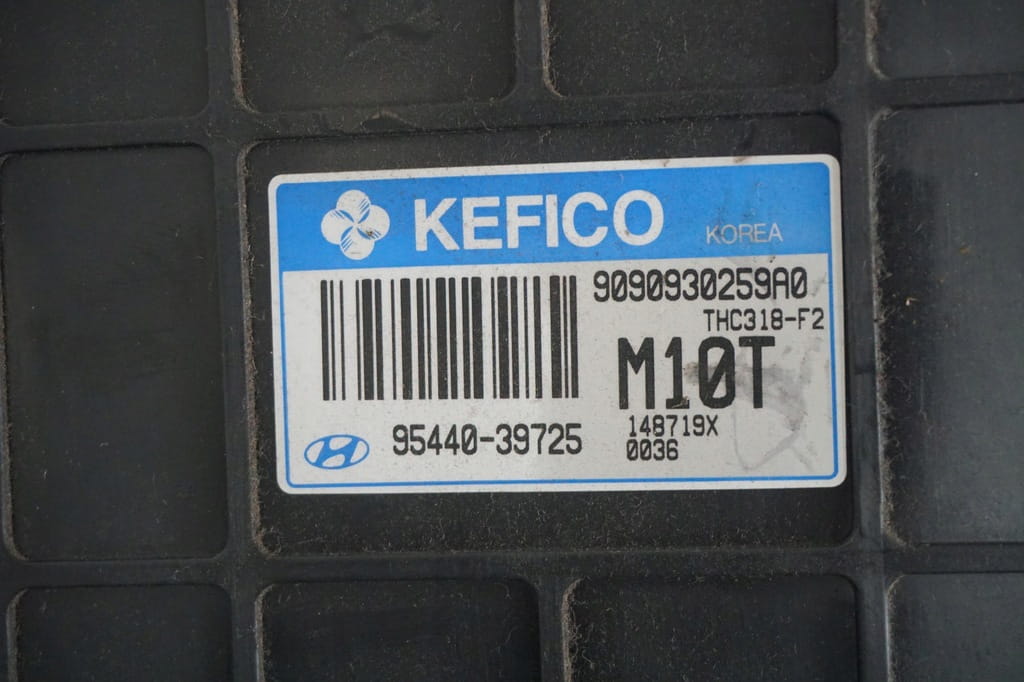 KEFICO KOREA
9090930259A0
THC318-F2
M10T
95440-39725
148719X
0036